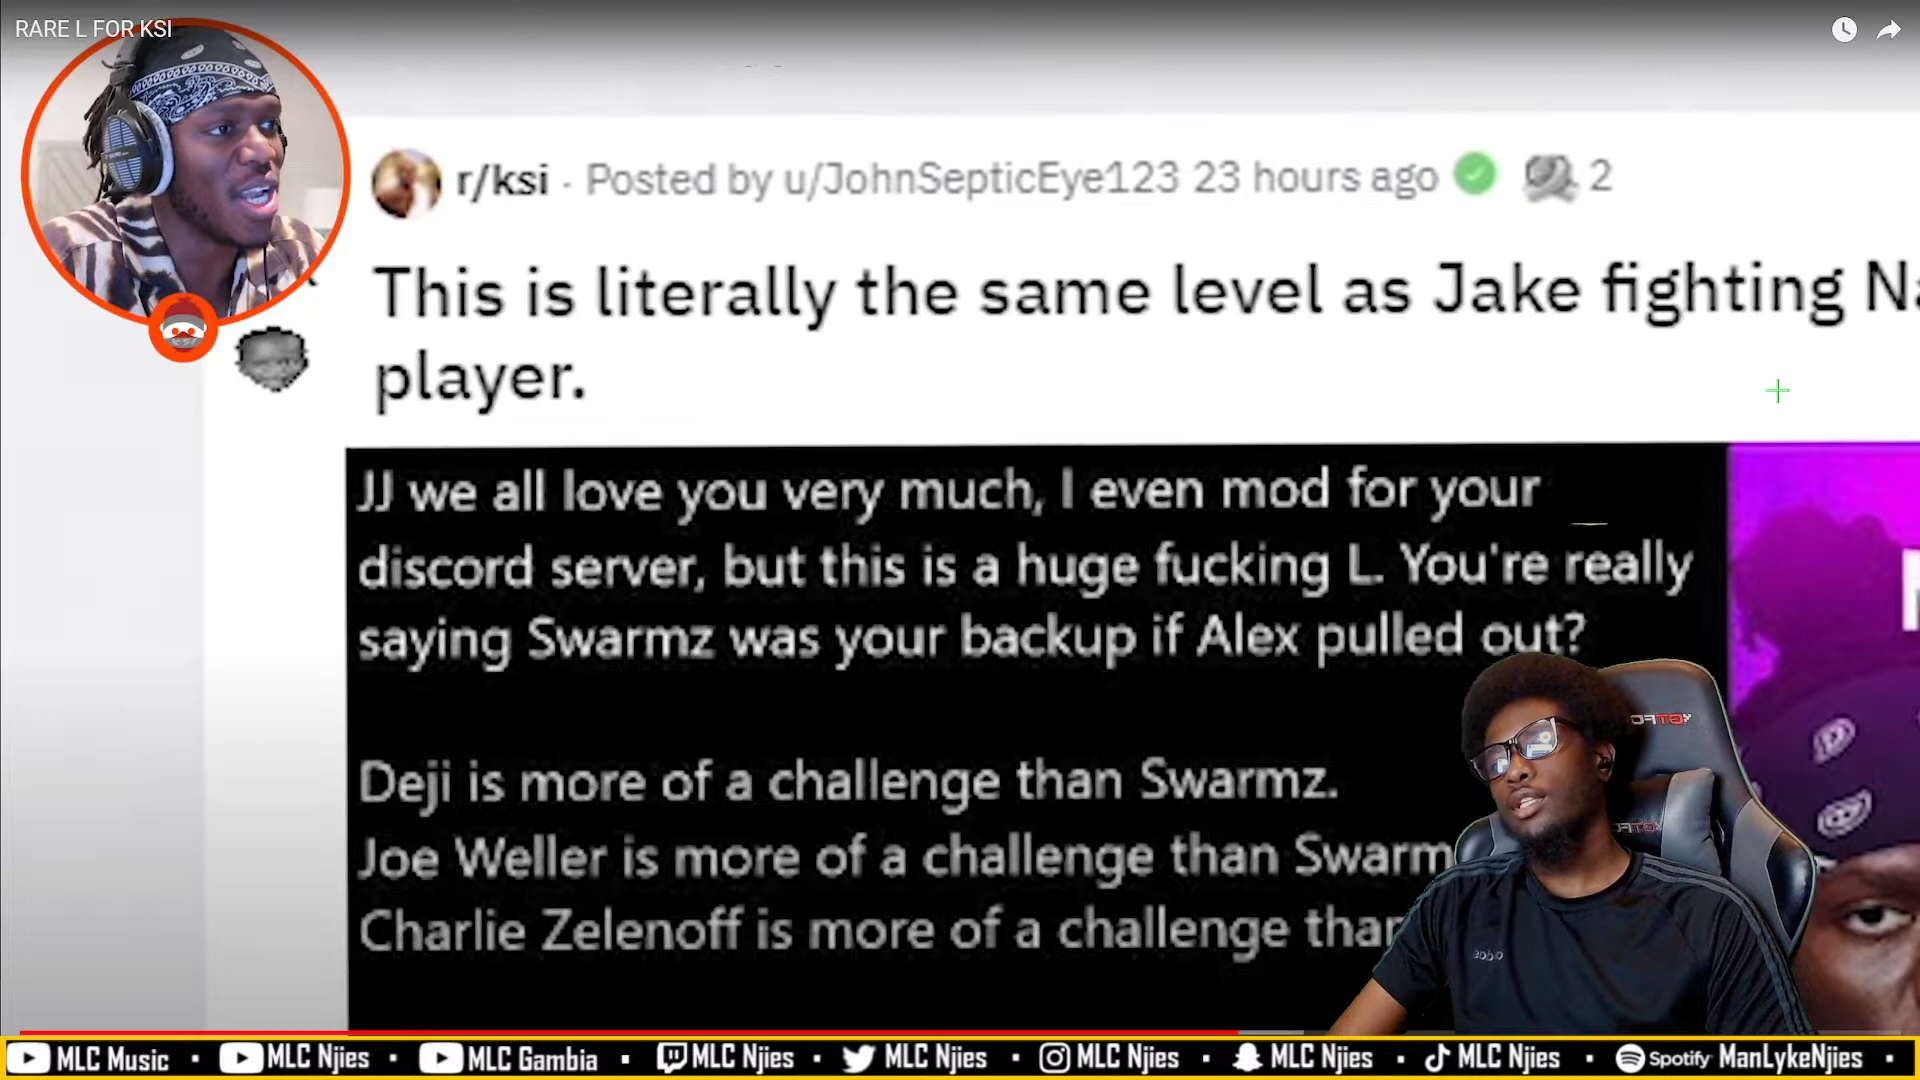 RARE L FOR KSI
r/ksi · Posted by u/JohnSepticEye123 23 hours ago 2
This is literally the same level as Jake fighting
player.
JJ we all love you very much, I even mod for your
discord server, but this is a huge fucking L. You're really
saying Swarmz was your backup if Alex pulled out?
Deji is more of a challenge than Swarmz.
Joe Weller is more of a challenge than Swarm
Charlie Zelenoff is more of a challenge than
MLC Music · MLC Njies · MLC Gambia · MLC Njies · MLC Njies · MLC Njies · MLC Njies · MLC Njies · Spotify ManLykeNjies ·